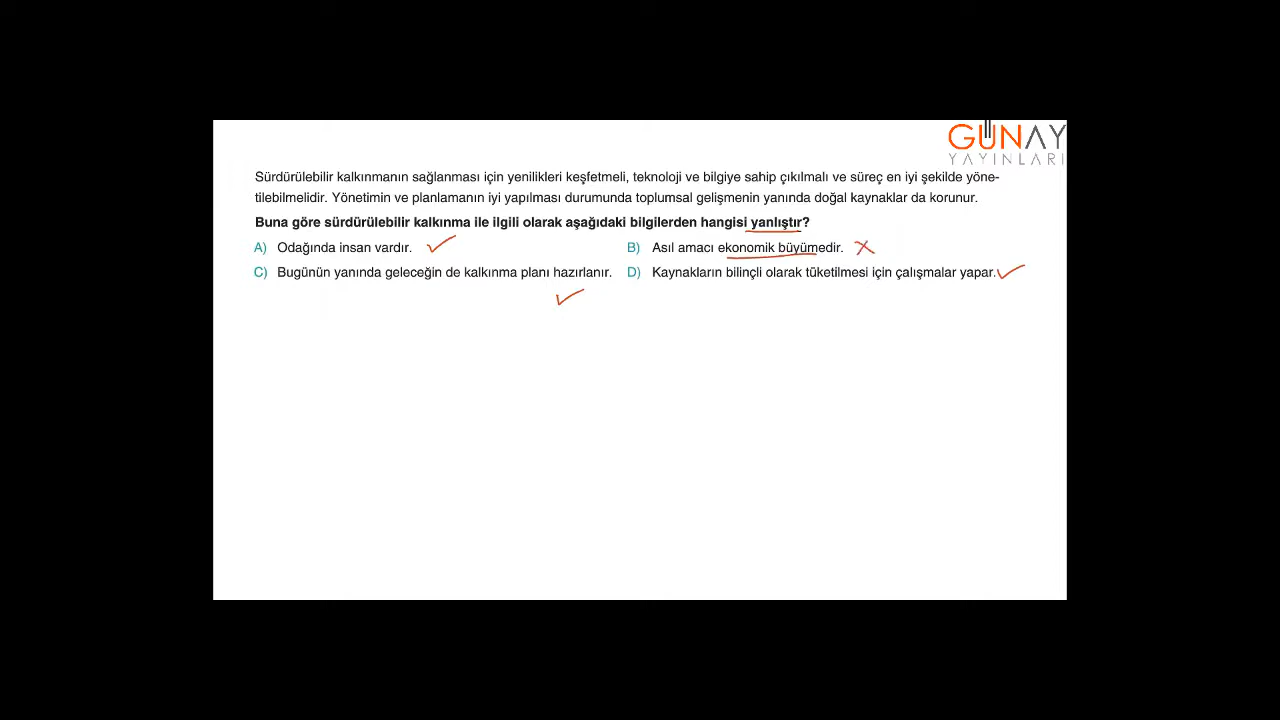 GÜNAY
YAYINLARI
Sürdürülebilir kalkınmanın sağlanması için yenilikleri keşfetmeli, teknoloji ve bilgiye sahip çıkılmalı ve süreç en iyi şekilde yöne-
tilebilmelidir. Yönetimin ve planlamanın iyi yapılması durumunda toplumsal gelişmenin yanında doğal kaynaklar da korunur.
Buna göre sürdürülebilir kalkınma ile ilgili olarak aşağıdaki bilgilerden hangisi yanlıştır?
A) Odağında insan vardır.
B) Asıl amacı ekonomik büyümedir.
C) Bugünün yanında geleceğin de kalkınma planı hazırlanır.
D) Kaynakların bilinçli olarak tüketilmesi için çalışmalar yapar.